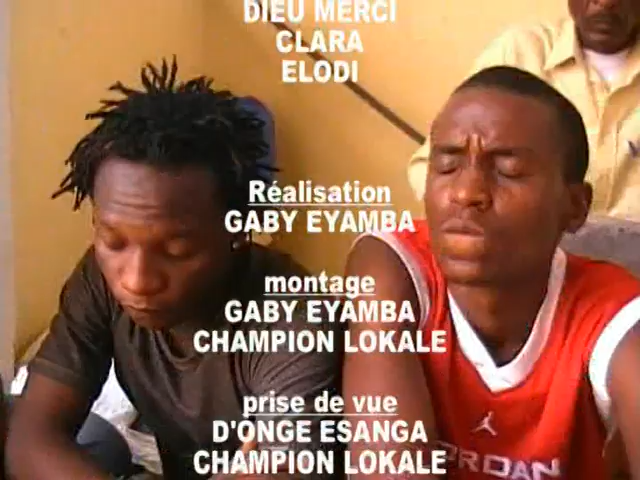 DIEU MERCI
CLARA
ELODI
Réalisation
GABY EYAMBA
montage
GABY EYAMBA
CHAMPION LOKALE
prise de vue
D'ONGE ESANGA
CHAMPION LOKALE
RDAN